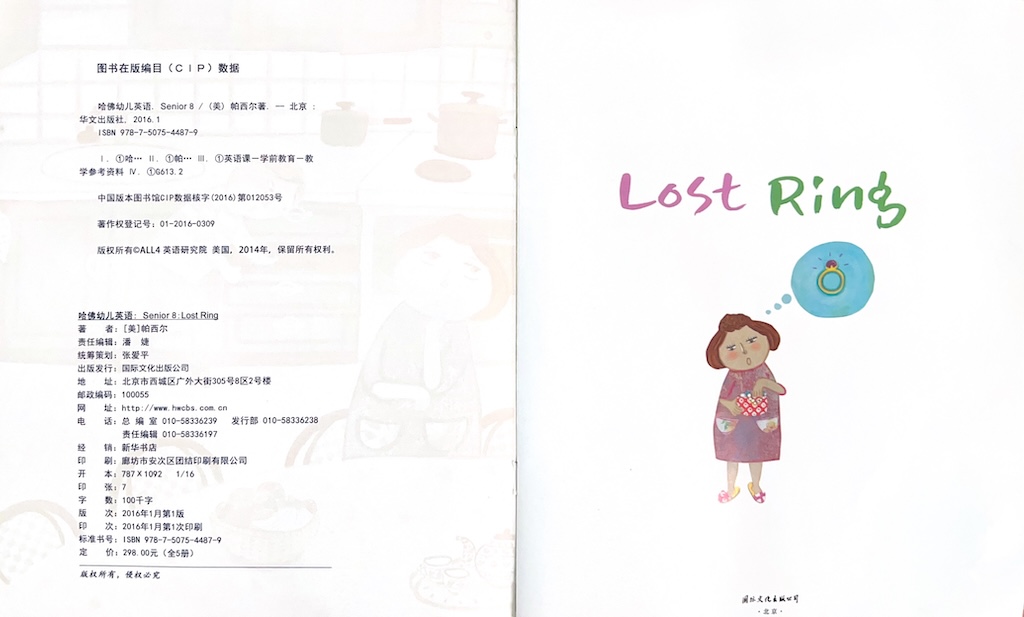 图书在版编目(CIP)数据
哈佛幼儿英语. Senior 8 / (美) 帕西尔著. -- 北京 :
华文出版社, 2016.1
ISBN 978-7-5075-4487-9
Ⅰ. ①哈… Ⅱ. ①帕… Ⅲ. ①英语课—学前教育—教
学参考资料 Ⅳ. ①G613.2
中国版本图书馆CIP数据核字(2016)第012053号
著作权登记号: 01-2016-0309
版权所有©ALL4 英语研究院 美国, 2014年, 保留所有权利。
哈佛幼儿英语: Senior 8: Lost Ring
著 者: [美]帕西尔
责任编辑: 潘 婕
统筹策划: 张爱平
出版发行: 国际文化出版公司
地 址: 北京市西城区广外大街305号8区2号楼
邮政编码: 100055
网 址: http://www.hwcbs.com.cn
电 话: 总 编 室 010-58336239 发行部 010-58336238
责任编辑 010-58336197
经 销: 新华书店
印 刷: 廊坊市安次区团结印刷有限公司
开 本: 787×1092 1/16
印 张: 7
字 数: 100千字
版 次: 2016年1月第1版
印 次: 2016年1月第1次印刷
标准书号: ISBN 978-7-5075-4487-9
定 价: 298.00元 (全5册)
版权所有, 侵权必究
Lost Ring
国际文化出版公司
·北京·